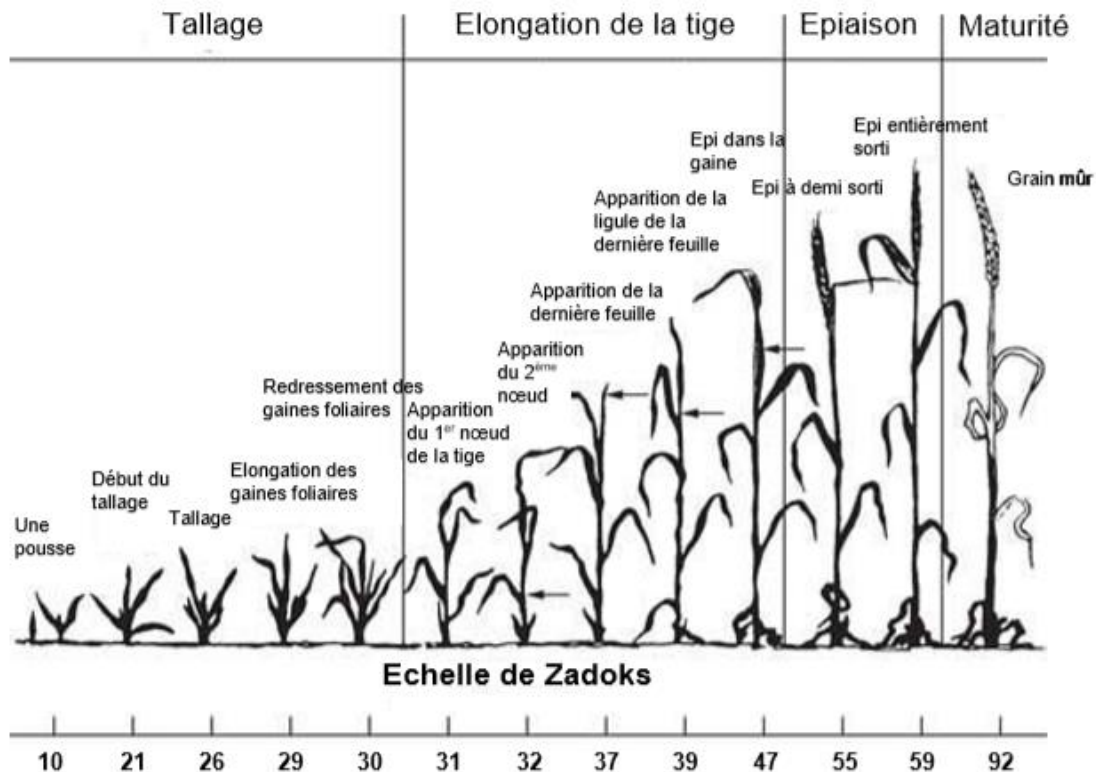 Tallage
Elongation de la tige
Epiaison
Maturité
Une
pousse
Début du
tallage
Tallage
Elongation des
gaines foliaires
Redressement des
gaines foliaires
Apparition
du 1er nœud
de la tige
Apparition
du 2ème
nœud
Apparition de la
dernière feuille
Apparition de la
ligule de la
dernière feuille
Epi dans la
gaine
Epi à demi sorti
Epi entièrement
sorti
Grain mûr
Echelle de Zadoks
10 21 26 29 30 31 32 37 39 47 55 59 92